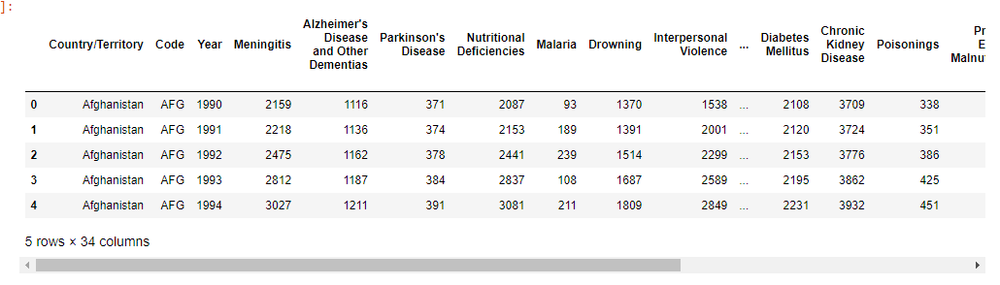 ]:
Country/Territory Code Year Meningitis Alzheimer's Disease and Other Dementias Parkinson's Disease Nutritional Deficiencies Malaria Drowning Interpersonal Violence ... Diabetes Mellitus Chronic Kidney Disease Poisonings Pr E Malnu
0 Afghanistan AFG 1990 2159 1116 371 2087 93 1370 1538 ... 2108 3709 338
1 Afghanistan AFG 1991 2218 1136 374 2153 189 1391 2001 ... 2120 3724 351
2 Afghanistan AFG 1992 2475 1162 378 2441 239 1514 2299 ... 2153 3776 386
3 Afghanistan AFG 1993 2812 1187 384 2837 108 1687 2589 ... 2195 3862 425
4 Afghanistan AFG 1994 3027 1211 391 3081 211 1809 2849 ... 2231 3932 451
5 rows × 34 columns